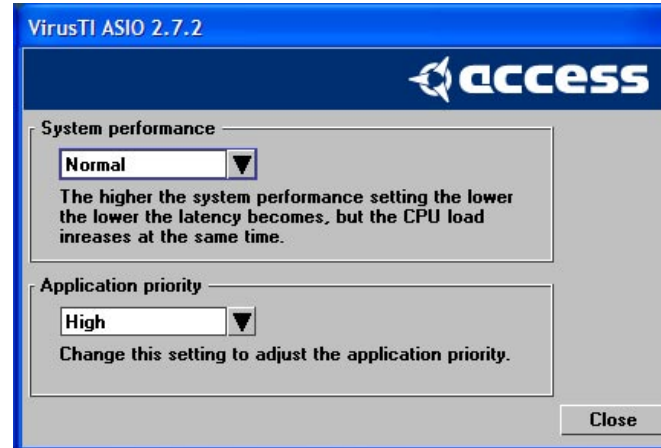 VirusTI ASIO 2.7.2
access
System performance
Normal
The higher the system performance setting the lower
the lower the latency becomes, but the CPU load
inreases at the same time.
Application priority
High
Change this setting to adjust the application priority.
Close